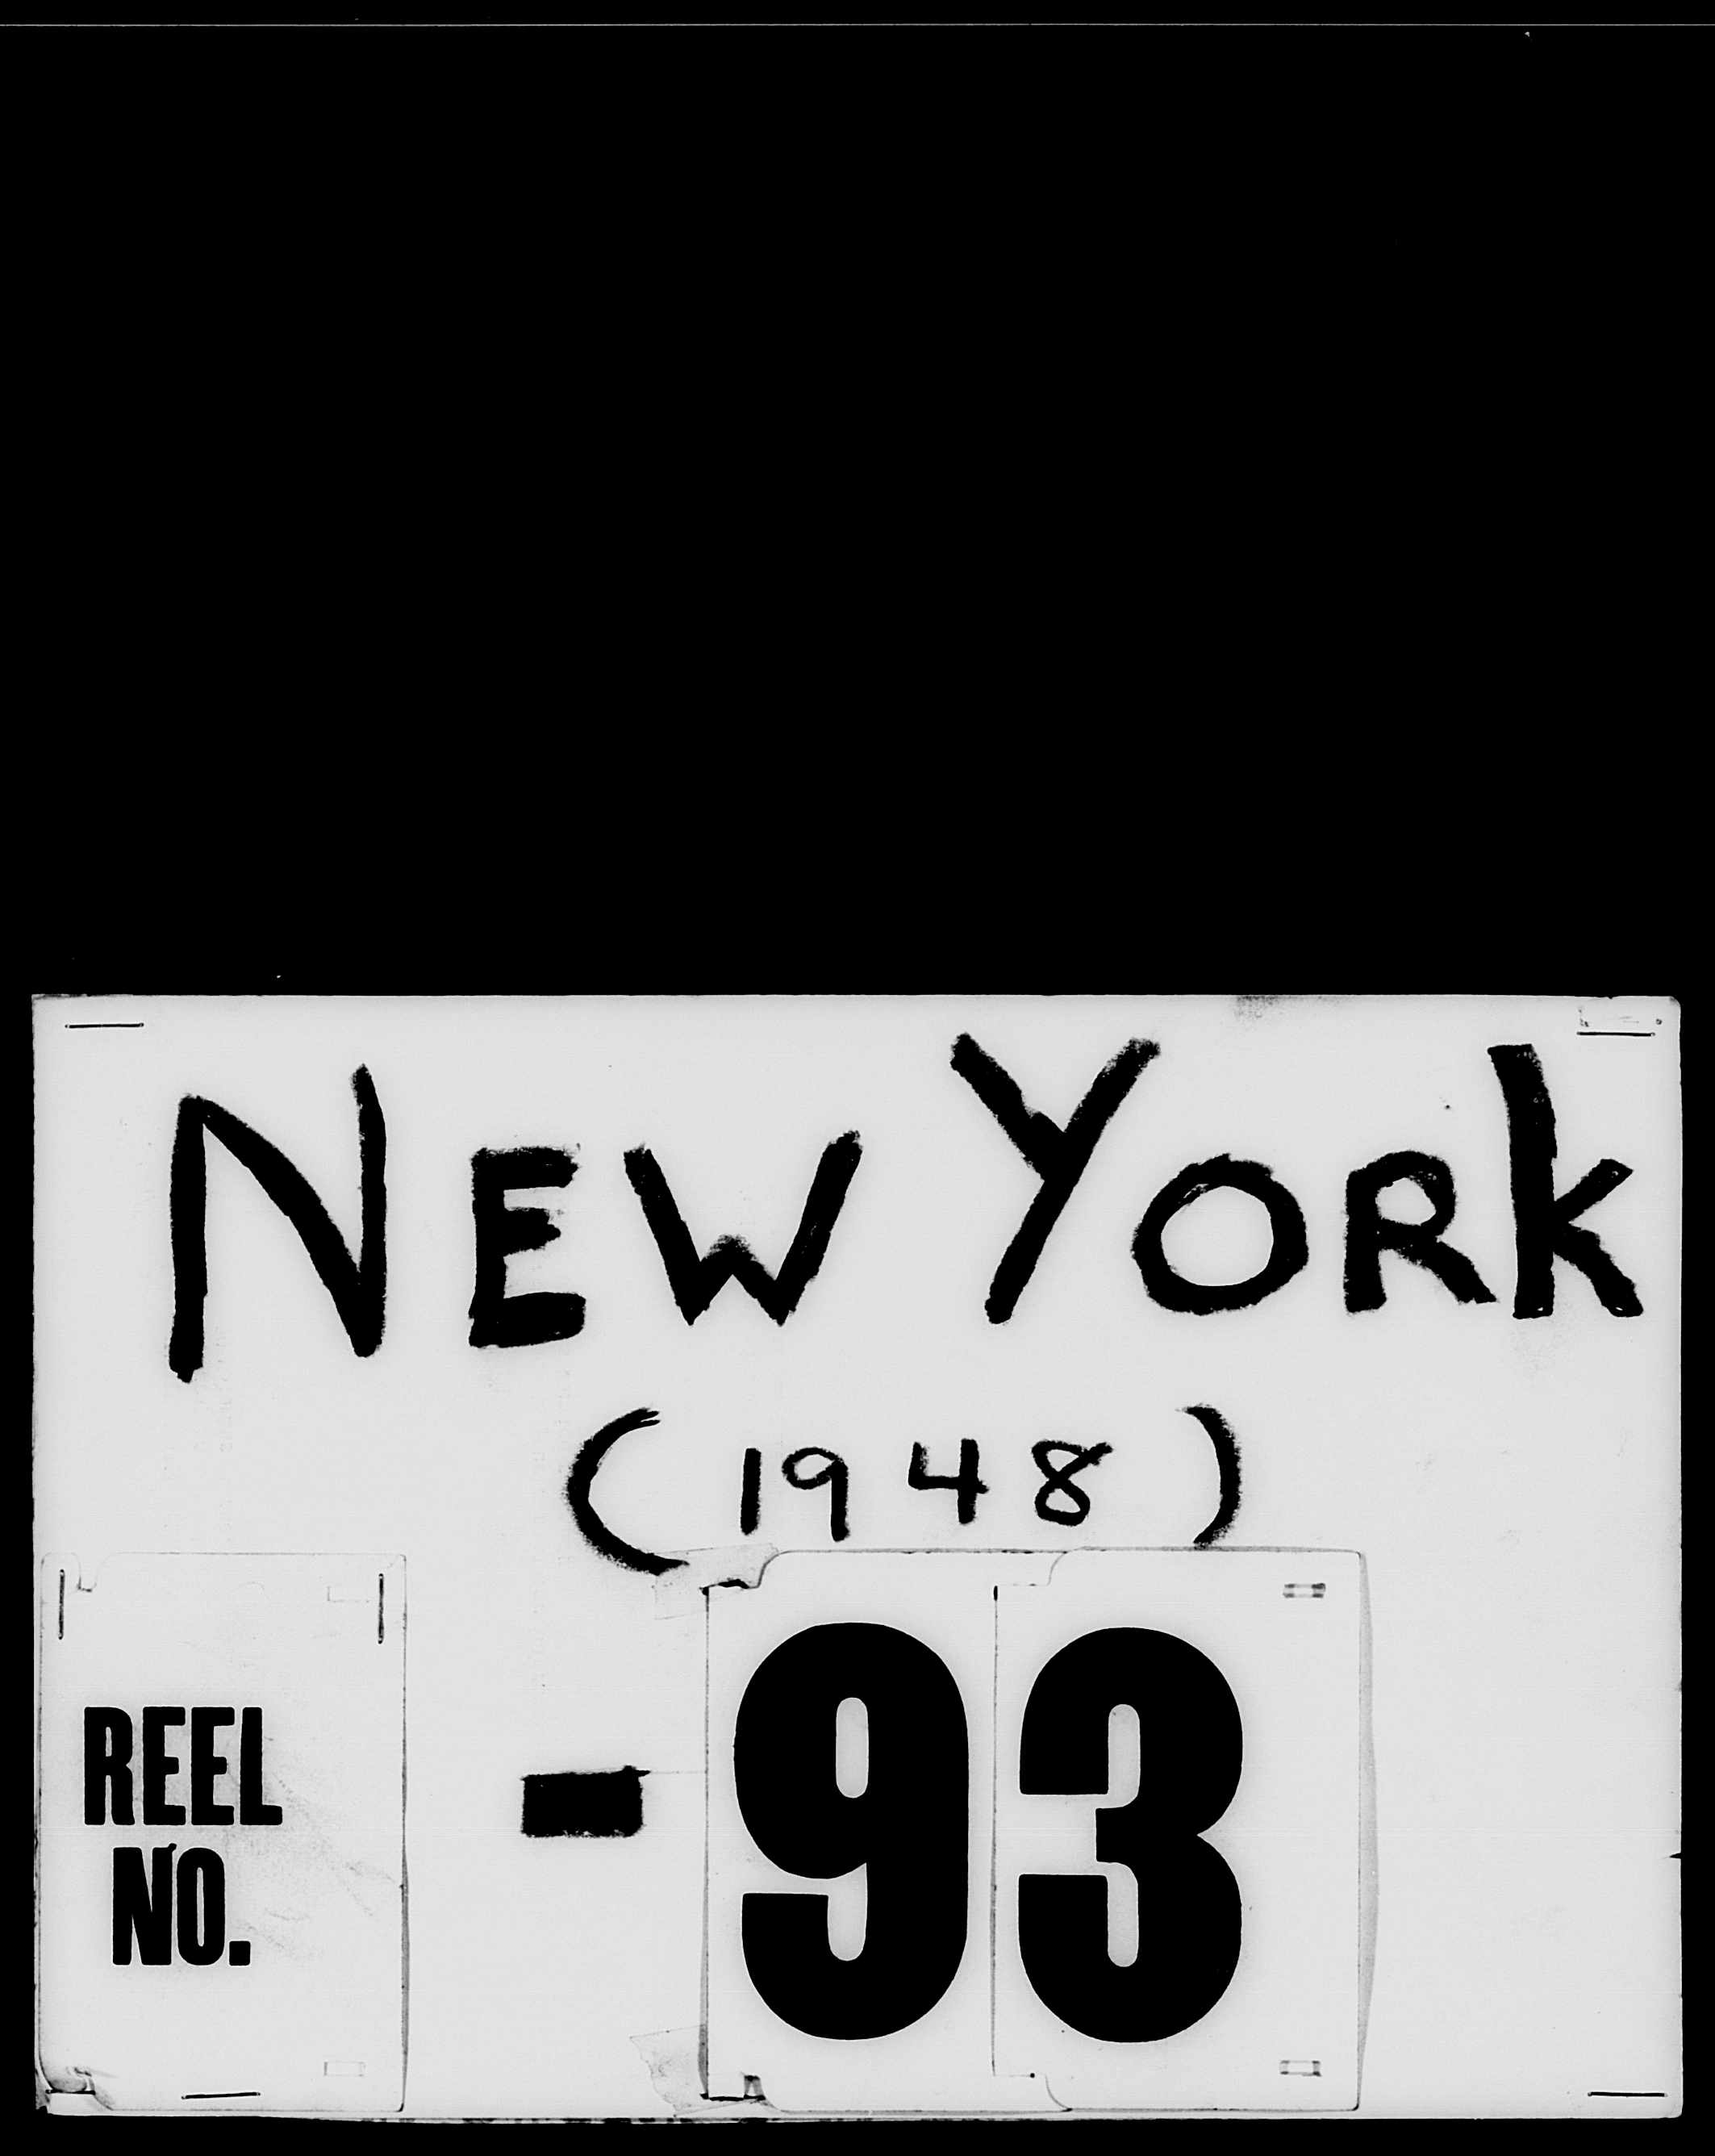 NEW YORk
(1948)
REEL
NO.
- 93